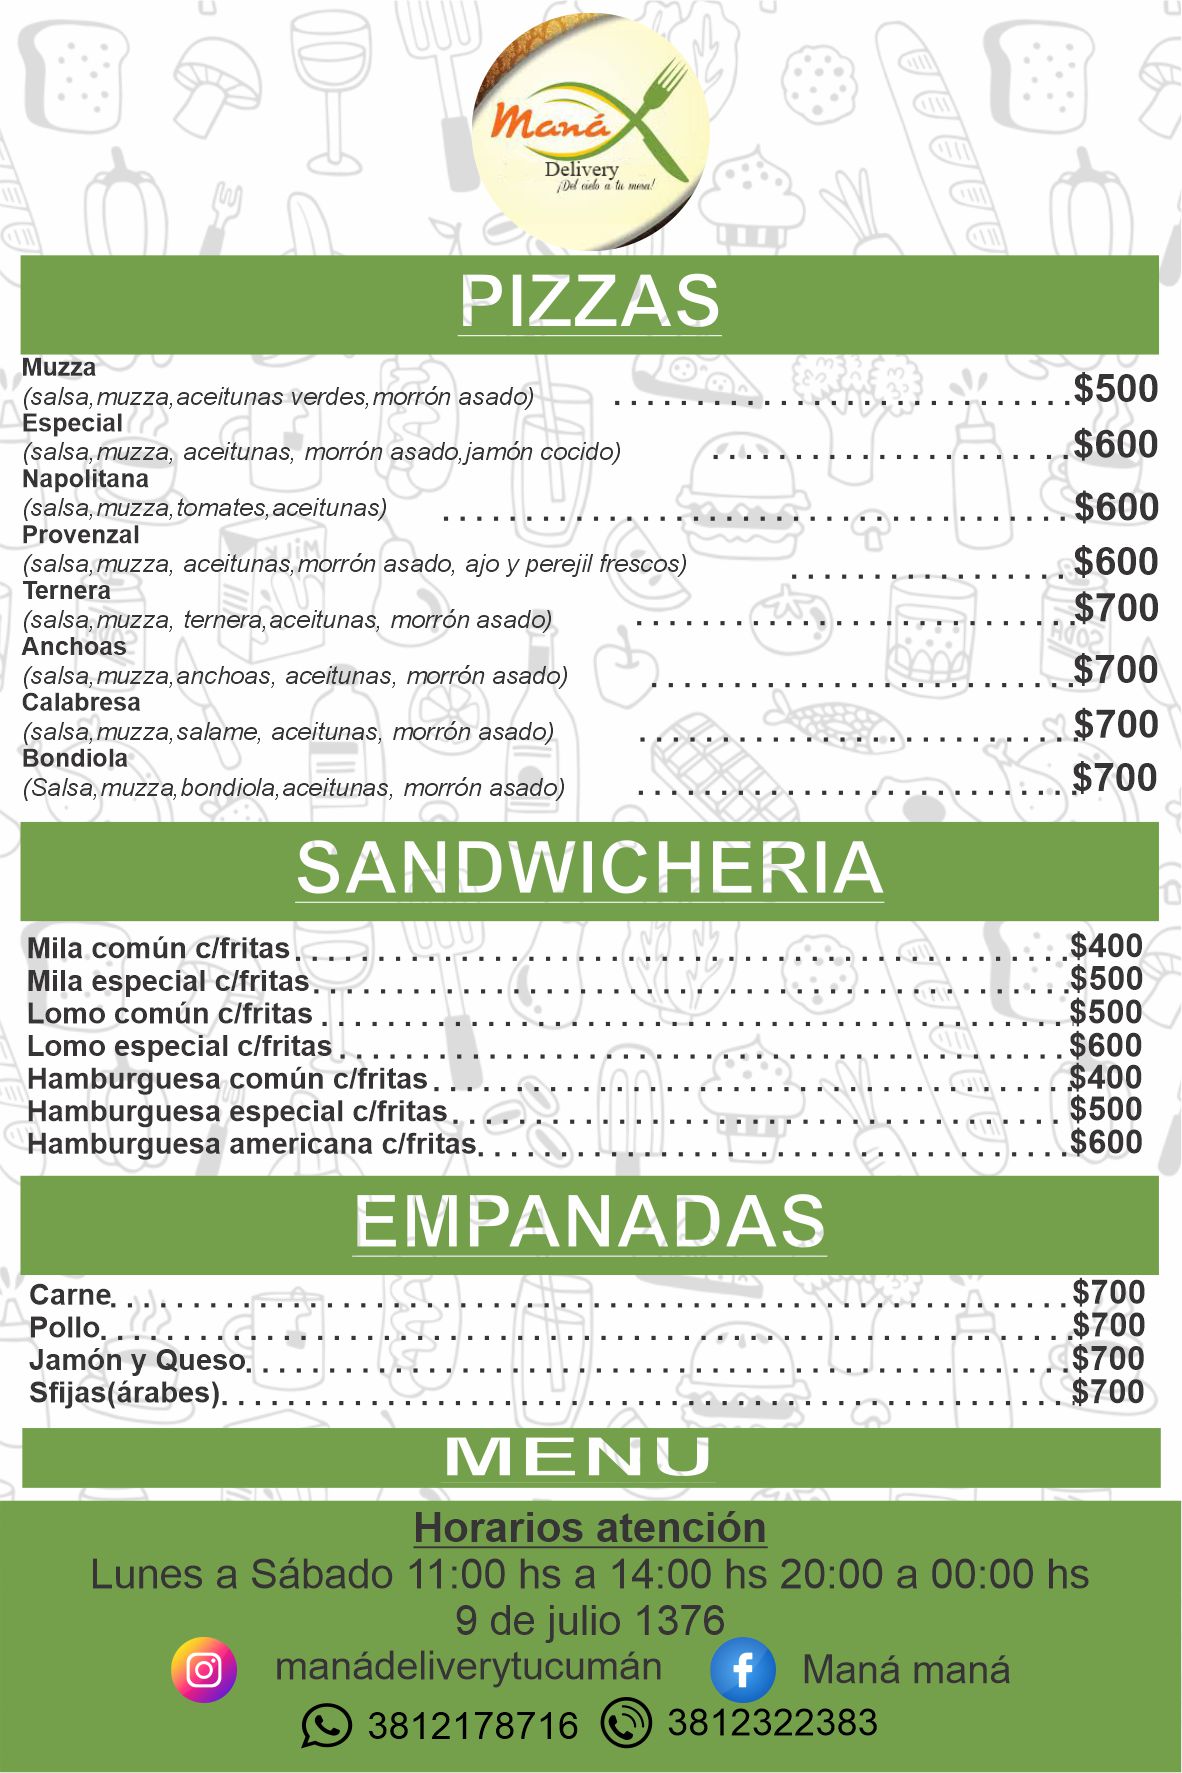 Maná
Delivery
¡Del cielo a tu mesa!
PIZZAS
Muzza
(salsa,muzza,aceitunas verdes,morrón asado) $500
Especial
(salsa,muzza, aceitunas, morrón asado,jamón cocido) $600
Napolitana
(salsa,muzza,tomates,aceitunas) $600
Provenzal
(salsa,muzza, aceitunas,morrón asado, ajo y perejil frescos) $600
Ternera
(salsa,muzza, ternera,aceitunas, morrón asado) $700
Anchoas
(salsa,muzza,anchoas, aceitunas, morrón asado) $700
Calabresa
(salsa,muzza,salame, aceitunas, morrón asado) $700
Bondiola
(Salsa,muzza,bondiola,aceitunas, morrón asado) $700
SANDWICHERIA
Mila común c/fritas $400
Mila especial c/fritas $500
Lomo común c/fritas $500
Lomo especial c/fritas $600
Hamburguesa común c/fritas $400
Hamburguesa especial c/fritas $500
Hamburguesa americana c/fritas $600
EMPANADAS
Carne $700
Pollo $700
Jamón y Queso $700
Sfijas(árabes) $700
MENU
Horarios atención
Lunes a Sábado 11:00 hs a 14:00 hs 20:00 a 00:00 hs
9 de julio 1376
manádeliverytucumán Maná maná
3812178716 3812322383